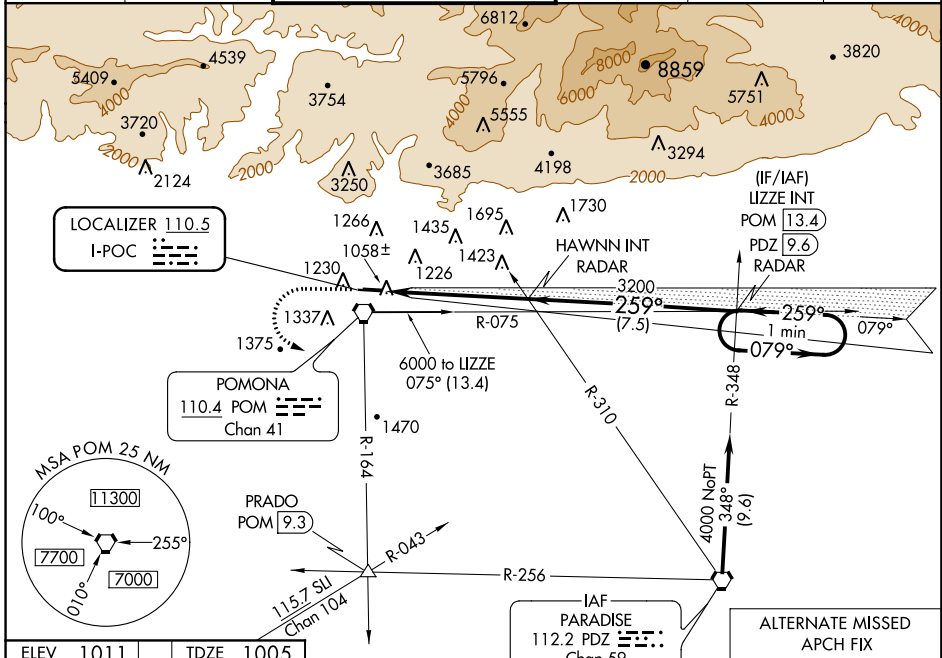 6812
4000
4539
5409
4000
3754
5796
8000
8859
3820
6000
5751
4000
5555
4000
3720
2000
2124
2000
3250
3685
4198
3294
2000
(IF/IAF)
LIZZE INT
POM 13.4
PDZ 9.6
RADAR
LOCALIZER 110.5
I-POC
1266
1435
1695
1730
1058±
1423
1226
1230
HAWNN INT
RADAR
3200
259°
(7.5)
259°
079°
1 min
079°
R-075
1337
1375
6000 to LIZZE
075° (13.4)
POMONA
110.4 POM
Chan 41
R-348
R-310
1470
R-164
MSA POM 25 NM
11300
100°
255°
7700
7000
010°
PRADO
POM 9.3
4000 NoPT
348°
(9.6)
R-043
R-256
115.7 SLI
Chan 104
IAF
PARADISE
112.2 PDZ
Chan 59
ALTERNATE MISSED
APCH FIX
ELEV 1011
TDZE 1005